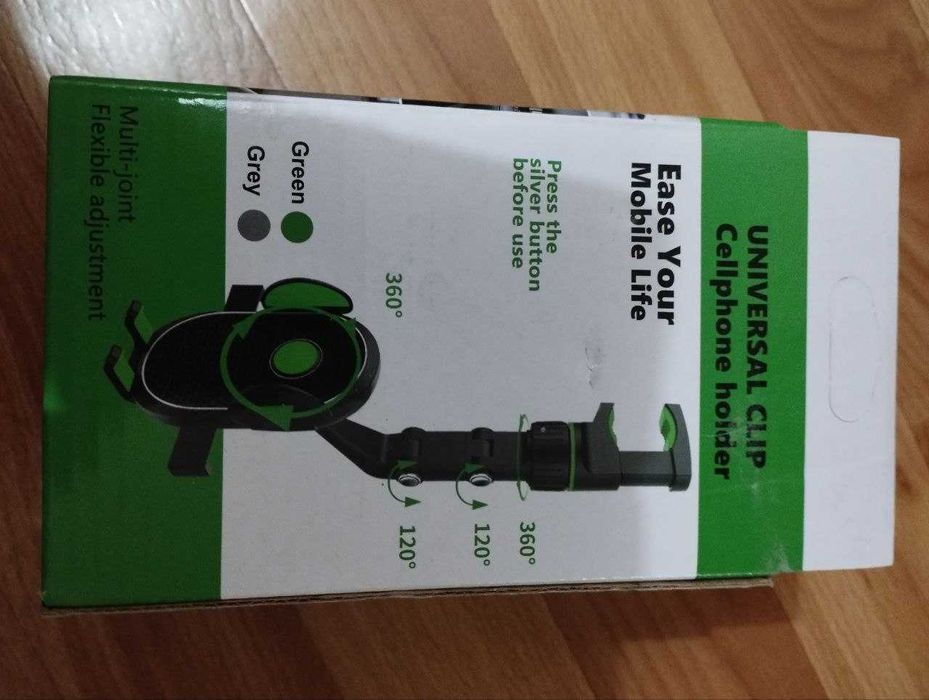 UNIVERSAL CLIP
Cellphone holder
Ease Your
Mobile Life
Press the
silver button
before use
360°
120°
120°
360°
Green
Grey
Multi-joint
Flexible adjustment